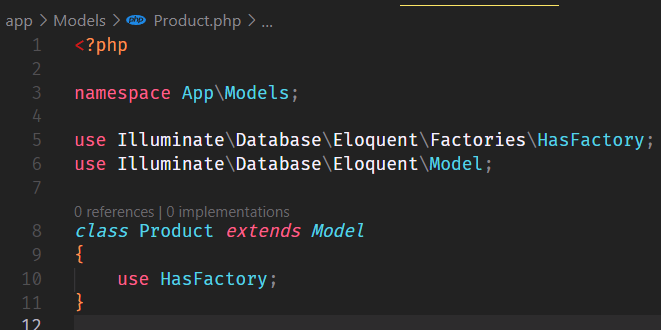 app > Models > php Product.php > ...
1 <?php
2
3 namespace App\Models;
4
5 use Illuminate\Database\Eloquent\Factories\HasFactory;
6 use Illuminate\Database\Eloquent\Model;
7
0 references | 0 implementations
8 class Product extends Model
9 {
10 use HasFactory;
11 }
12